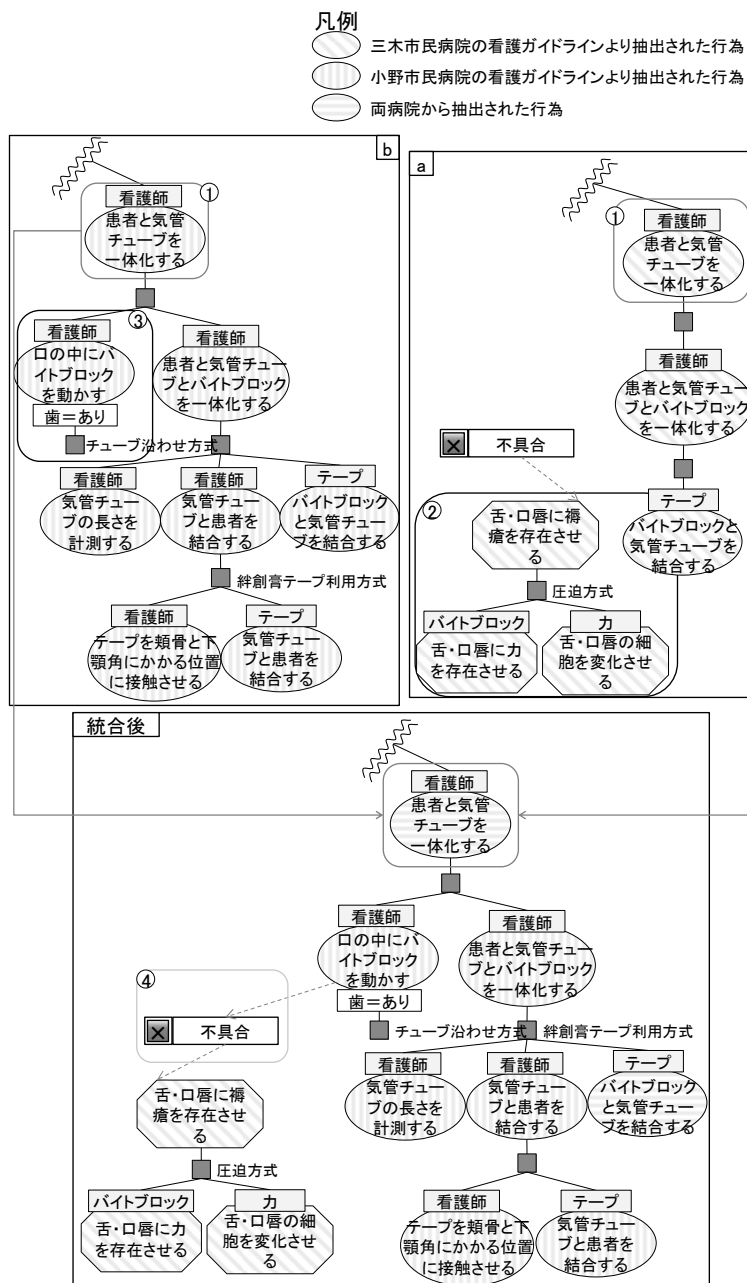 凡例
三木市民病院の看護ガイドラインより抽出された行為
小野市民病院の看護ガイドラインより抽出された行為
両病院から抽出された行為
b
①
看護師
患者と気管
チューブを
一体化する
③
看護師
口の中にバ
イトブロック
を動かす
歯=あり
チューブ沿わせ方式
看護師
患者と気管チュー
ブとバイトブロック
を一体化する
看護師
気管チュー
ブの長さを
計測する
看護師
気管チュー
ブと患者を
結合する
テープ
バイトブロック
と気管チュー
ブを結合する
絆創膏テープ利用方式
看護師
テープを頬骨と下
顎角にかかる位置
に接触させる
テープ
気管チュー
ブと患者を
結合する
a
①
看護師
患者と気管
チューブを
一体化する
看護師
患者と気管チュー
ブとバイトブロック
を一体化する
不具合
テープ
バイトブロックと
気管チューブを
結合する
②
舌・口唇に褥
瘡を存在させ
る
圧迫方式
バイトブロック
舌・口唇に力
を存在させる
力
舌・口唇の細
胞を変化させ
る
統合後
看護師
患者と気管
チューブを
一体化する
看護師
口の中にバ
イトブロック
を動かす
歯=あり
チューブ沿わせ方式
看護師
患者と気管チュー
ブとバイトブロック
を一体化する
絆創膏テープ利用方式
④
不具合
看護師
気管チュー
ブの長さを
計測する
看護師
気管チュー
ブと患者を
結合する
テープ
バイトブロック
と気管チュー
ブを結合する
舌・口唇に褥
瘡を存在させ
る
圧迫方式
バイトブロック
舌・口唇に力
を存在させる
力
舌・口唇の細
胞を変化させ
る
看護師
テープを頬骨と下
顎角にかかる位置
に接触させる
テープ
気管チュー
ブと患者を
結合する